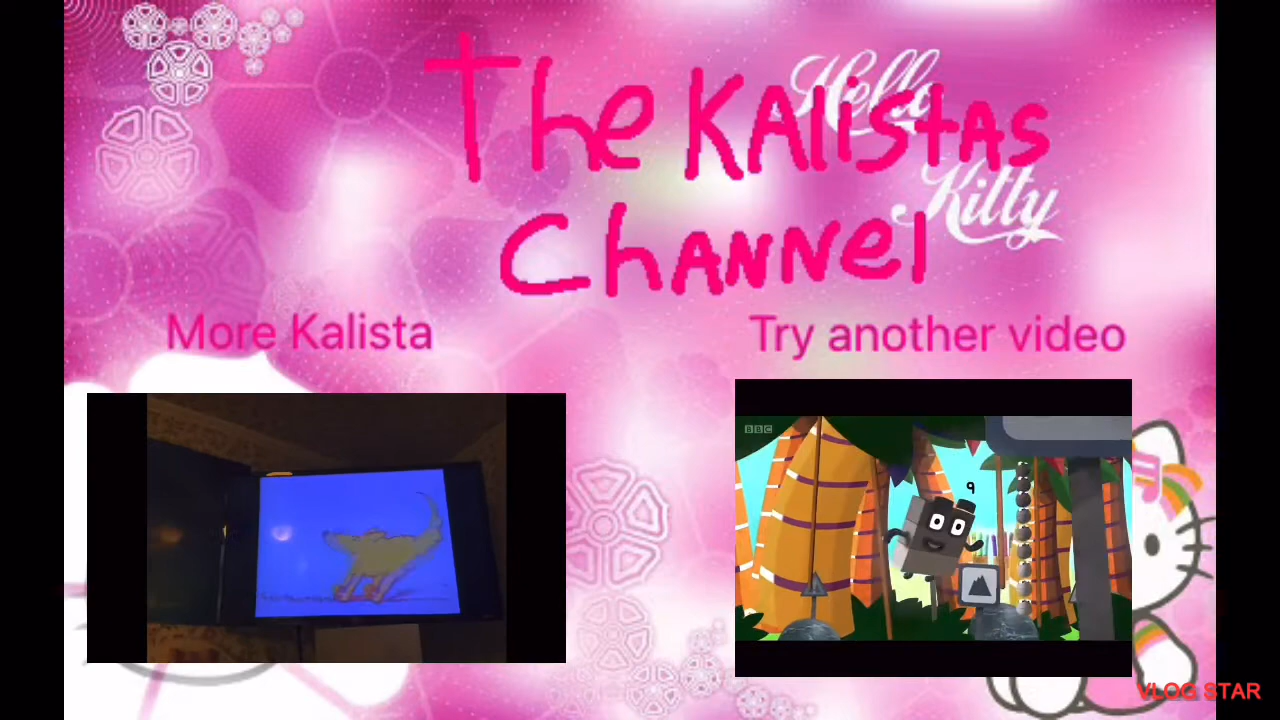 Hello
The KAlistAs
Kitty
ChANNel
More Kalista
Try another video
BBC
9
VLOG STAR